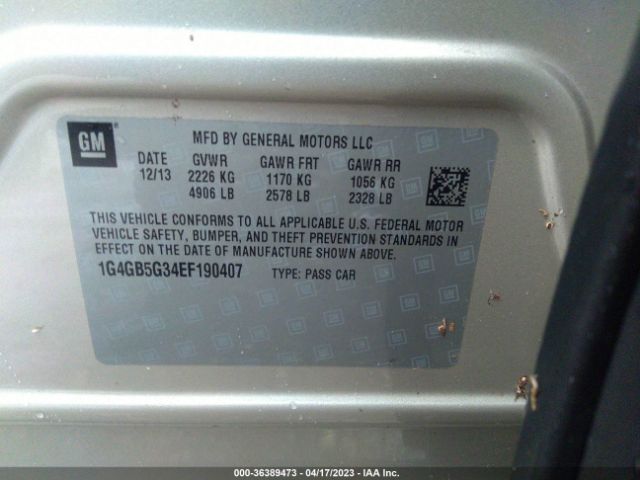 GM
MFD BY GENERAL MOTORS LLC
DATE GVWR GAWR FRT GAWR RR
12/13 2226 KG 1170 KG 1056 KG
4906 LB 2578 LB 2328 LB
THIS VEHICLE CONFORMS TO ALL APPLICABLE U.S. FEDERAL MOTOR
VEHICLE SAFETY, BUMPER, AND THEFT PREVENTION STANDARDS IN
EFFECT ON THE DATE OF MANUFACTURE SHOWN ABOVE.
1G4GB5G34EF190407 TYPE: PASS CAR
000-36389473 - 04/17/2023 - IAA Inc.